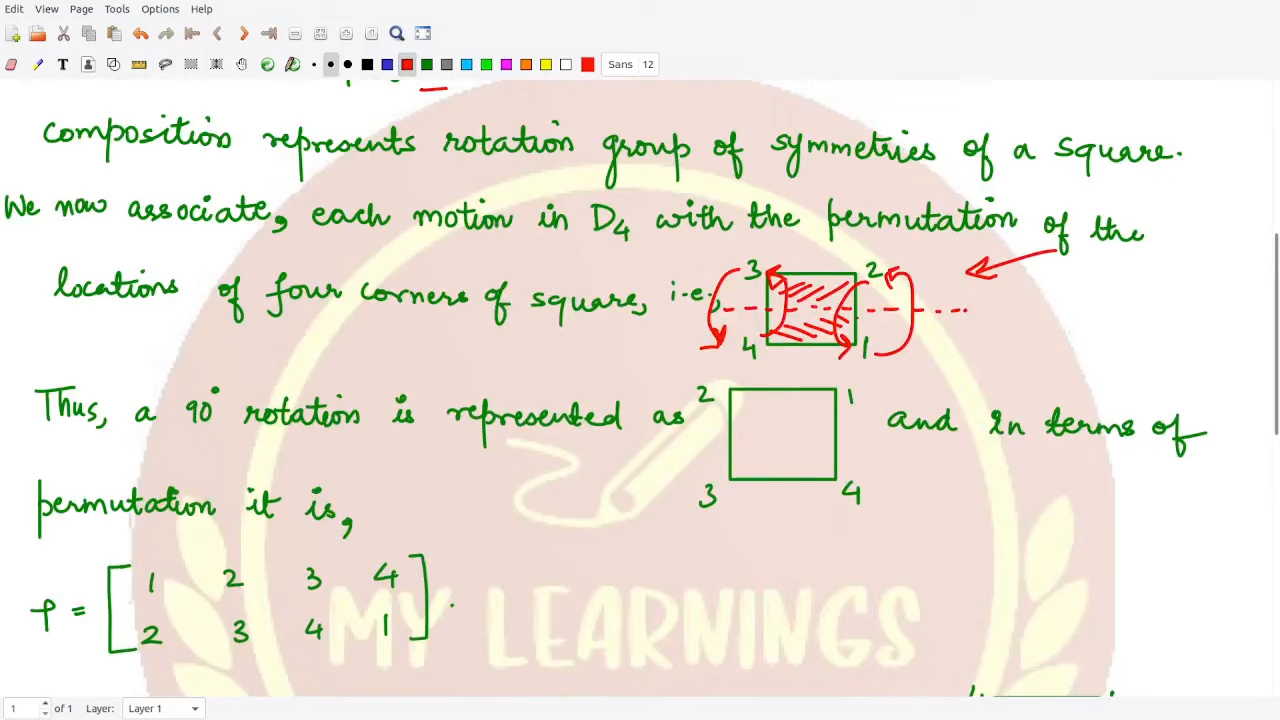 Edit View Page Tools Options Help
T Sans 12
composition represents rotation group of symmetries of a square.
We now associate, each motion in D4 with the permutation of the
locations of four corners of square, i.e.,
3 2
4 1
Thus, a 90° rotation is represented as
2 1
3 4
and in terms of
permutation it is,
ρ = [ 1 2 3 4
2 3 4 1 ].
MY LEARNINGS
1 of 1 Layer: Layer 1